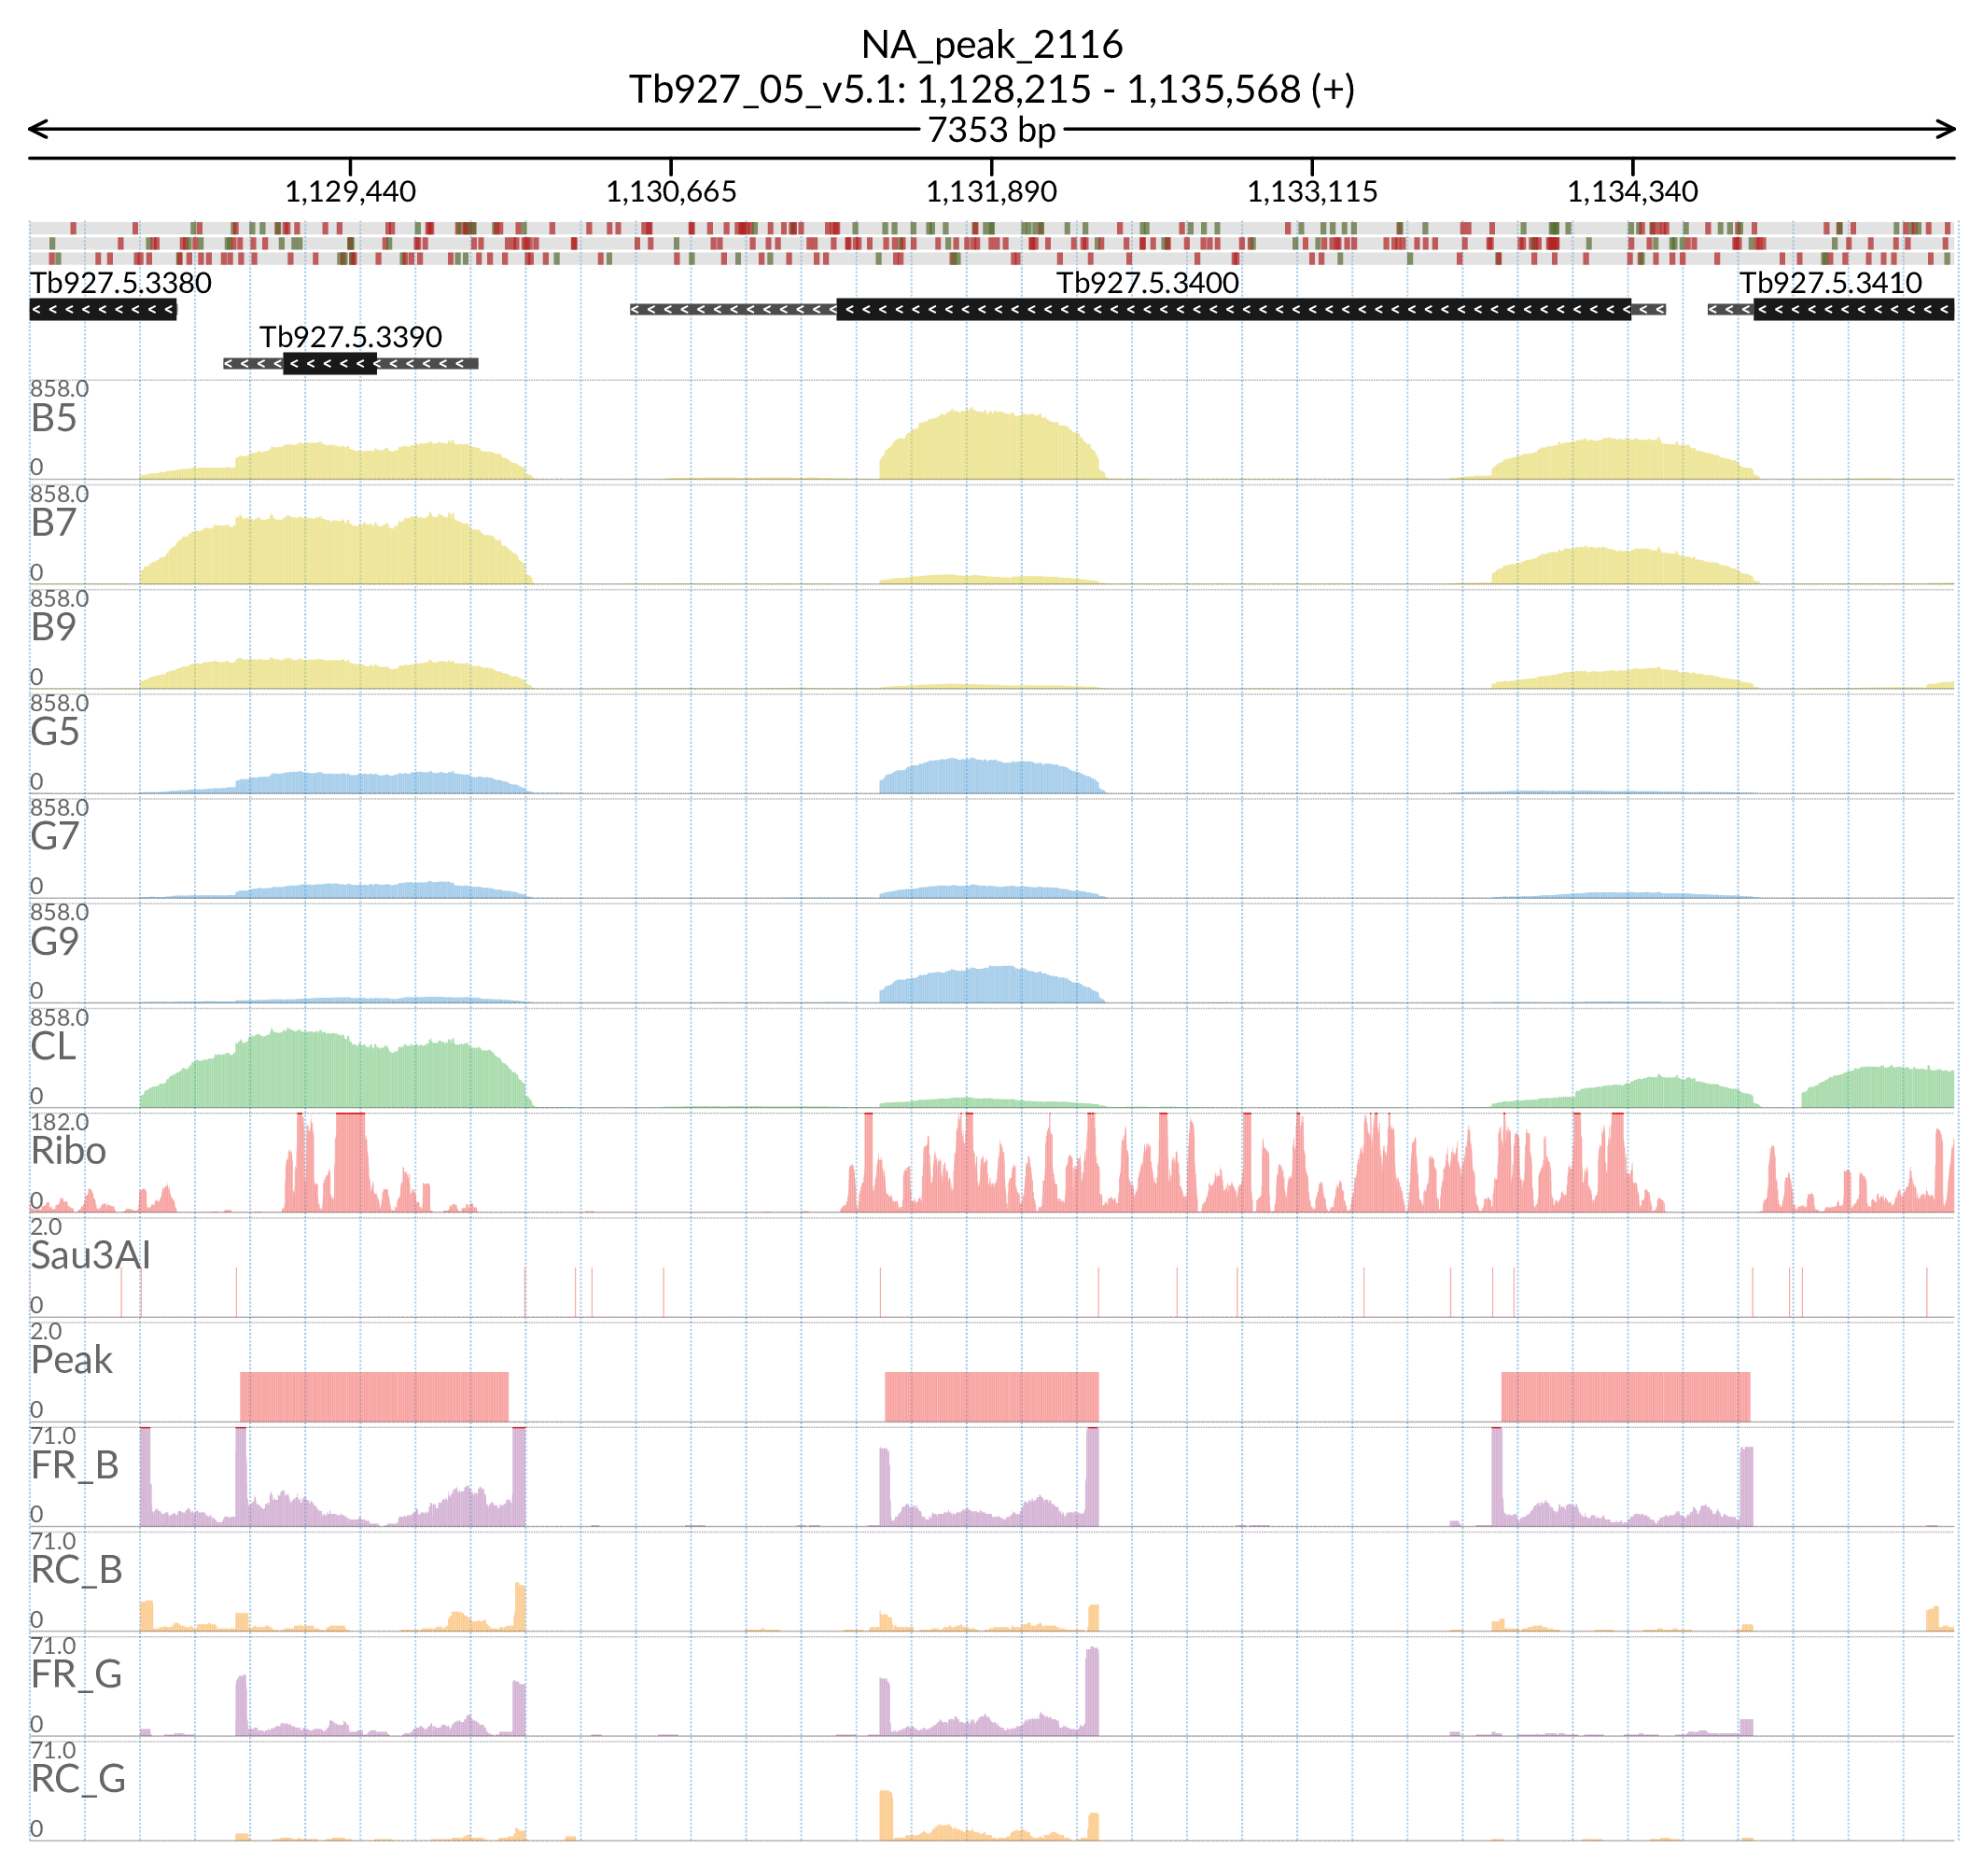 NA_peak_2116
Tb927_05_v5.1: 1,128,215 - 1,135,568 (+)
7353 bp
1,129,440 1,130,665 1,131,890 1,133,115 1,134,340
Tb927.5.3380 Tb927.5.3400 Tb927.5.3410
Tb927.5.3390
858.0
B5
0
858.0
B7
0
858.0
B9
0
858.0
G5
0
858.0
G7
0
858.0
G9
0
858.0
CL
0
182.0
Ribo
0
2.0
Sau3AI
0
2.0
Peak
0
71.0
FR_B
0
71.0
RC_B
0
71.0
FR_G
0
71.0
RC_G
0